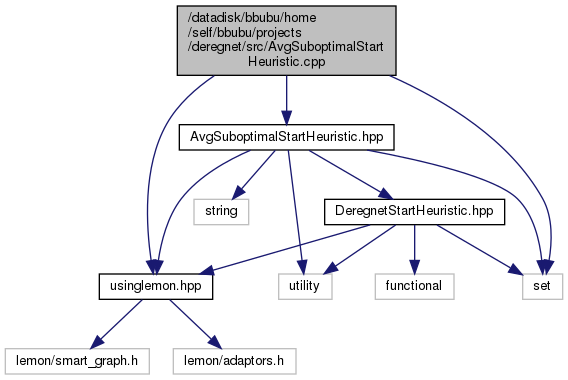 /datadisk/bbubu/home
/self/bbubu/projects
/deregnet/src/AvgSuboptimalStart
Heuristic.cpp
AvgSuboptimalStartHeuristic.hpp
string
DeregnetStartHeuristic.hpp
usinglemon.hpp
utility
functional
set
lemon/smart_graph.h
lemon/adaptors.h